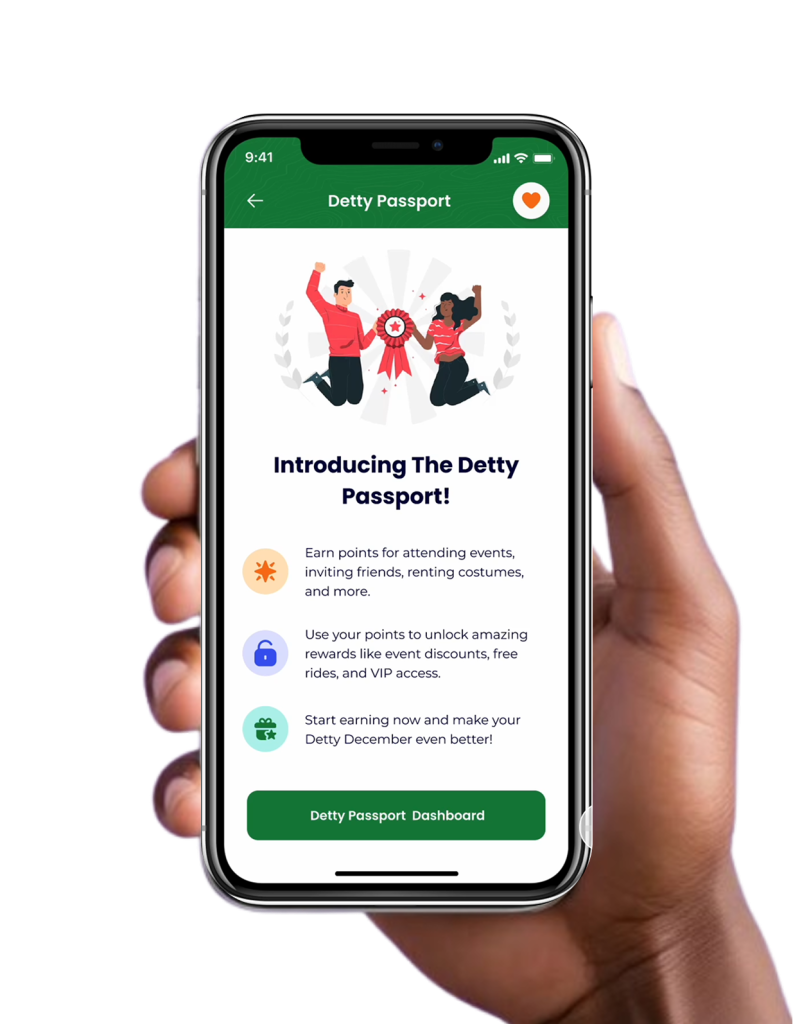 9:41
Detty Passport
Introducing The Detty
Passport!
Earn points for attending events,
inviting friends, renting costumes,
and more.
Use your points to unlock amazing
rewards like event discounts, free
rides, and VIP access.
Start earning now and make your
Detty December even better!
Detty Passport Dashboard